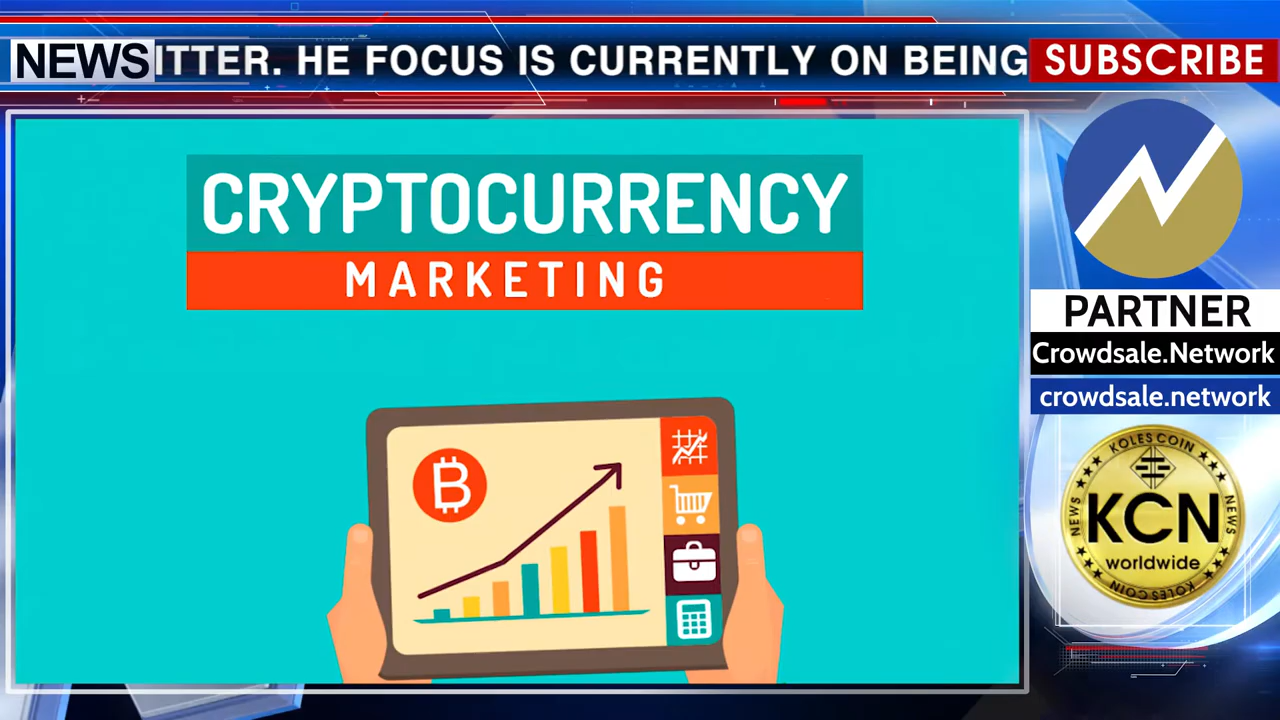 NEWS
ITTER. HE FOCUS IS CURRENTLY ON BEING
SUBSCRIBE
CRYPTOCURRENCY
MARKETING
PARTNER
Crowdsale.Network
crowdsale.network
KOLES COIN
NEWS
KCN
NEWS
worldwide
KOLES COIN